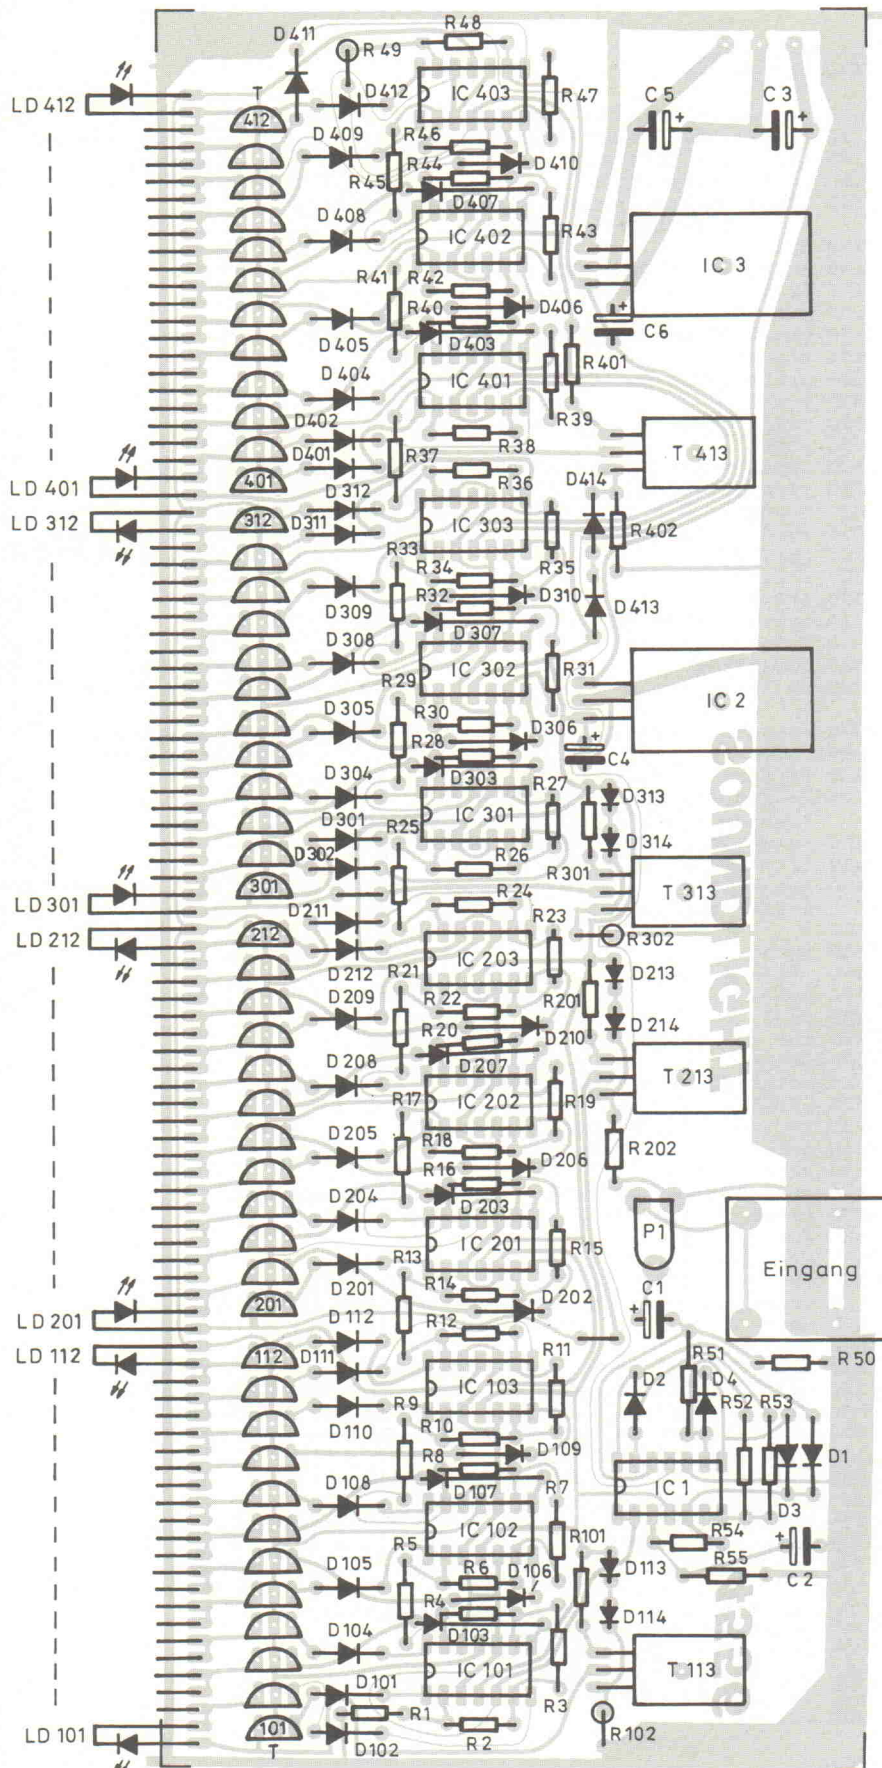 D411
R48
R49
LD 412
T
412
D412
IC 403
R47
C5
+
C3
+
D409
R46
R44
R45
D410
D407
D408
IC 402
R43
IC 3
R41
R42
R40
D406
D403
+
C6
D405
IC 401
R401
R39
D404
D402
R38
T 413
D401
R37
R36
LD 401
401
D312
D414
LD 312
312
D311
IC 303
R402
R33
R34
R35
R32
D310
D413
D309
D307
D308
IC 302
R31
R29
IC 2
D305
R30
D306
+
R28
C4
D303
R27
D313
D304
D301
R25
IC 301
D314
D302
R26
R301
301
R24
T 313
LD 301
D211
R23
LD 212
212
R302
D212
IC 203
D213
R21
D209
R22
R201
R20
D210
D214
D207
D208
T 213
R17
IC 202
R19
R18
R202
D205
D206
R16
D203
D204
P1
IC 201
R15
Eingang
R13
D201
R14
C1
+
201
LD 201
D112
R12
D202
LD 112
112
D111
R11
R51
R50
D2
D4
IC 103
R52
R53
R9
D110
R10
D109
D1
R8
D107
R7
IC 1
D3
D108
IC 102
R54
+
R5
R101
R55
C2
R6
D106
D113
D105
R4
D103
D114
D104
IC 101
T 113
D101
R3
R1
LD 101
101
R2
R102
T
D102
SOUNDLIGHT